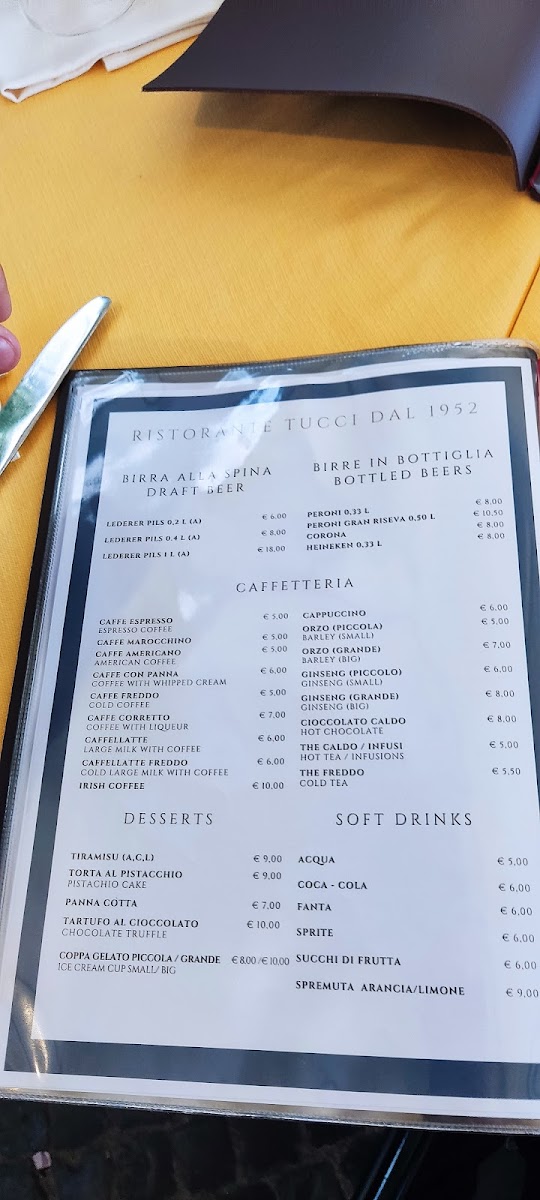 RISTORANTE TUCCI DAL 1952
BIRRA ALLA SPINA
DRAFT BEER
LEDERER PILS 0,2 L (A) € 6,00
LEDERER PILS 0,4 L (A) € 8,00
LEDERER PILS 1 L (A) € 18,00
BIRRE IN BOTTIGLIA
BOTTLED BEERS
PERONI 0,33 L € 8,00
PERONI GRAN RISEVA 0,50 L € 10,50
CORONA € 8,00
HEINEKEN 0,33 L € 8,00
CAFFETTERIA
CAFFE ESPRESSO € 5,00
ESPRESSO COFFEE
CAFFE MAROCCHINO € 5,00
CAFFE AMERICANO € 5,00
AMERICAN COFFEE
CAFFE CON PANNA € 6,00
COFFEE WITH WHIPPED CREAM
CAFFE FREDDO € 5,00
COLD COFFEE
CAFFE CORRETTO € 7,00
COFFEE WITH LIQUEUR
CAFFELLATTE € 6,00
LARGE MILK WITH COFFEE
CAFFELLATTE FREDDO € 6,00
COLD LARGE MILK WITH COFFEE
IRISH COFFEE € 10,00
CAPPUCCINO € 6,00
ORZO (PICCOLA) € 5,00
BARLEY (SMALL)
ORZO (GRANDE) € 7,00
BARLEY (BIG)
GINSENG (PICCOLO) € 6,00
GINSENG (SMALL)
GINSENG (GRANDE) € 8,00
GINSENG (BIG)
CIOCCOLATO CALDO € 8,00
HOT CHOCOLATE
THE CALDO / INFUSI € 5,00
HOT TEA / INFUSIONS
THE FREDDO € 5,50
COLD TEA
DESSERTS
TIRAMISU (A,C,L) € 9,00
TORTA AL PISTACCHIO € 9,00
PISTACHIO CAKE
PANNA COTTA € 7,00
TARTUFO AL CIOCCOLATO € 10,00
CHOCOLATE TRUFFLE
COPPA GELATO PICCOLA / GRANDE € 8,00 /€ 10,00
ICE CREAM CUP SMALL/ BIG
SOFT DRINKS
ACQUA € 5,00
COCA - COLA € 6,00
FANTA € 6,00
SPRITE € 6,00
SUCCHI DI FRUTTA € 6,00
SPREMUTA ARANCIA/LIMONE € 9,00